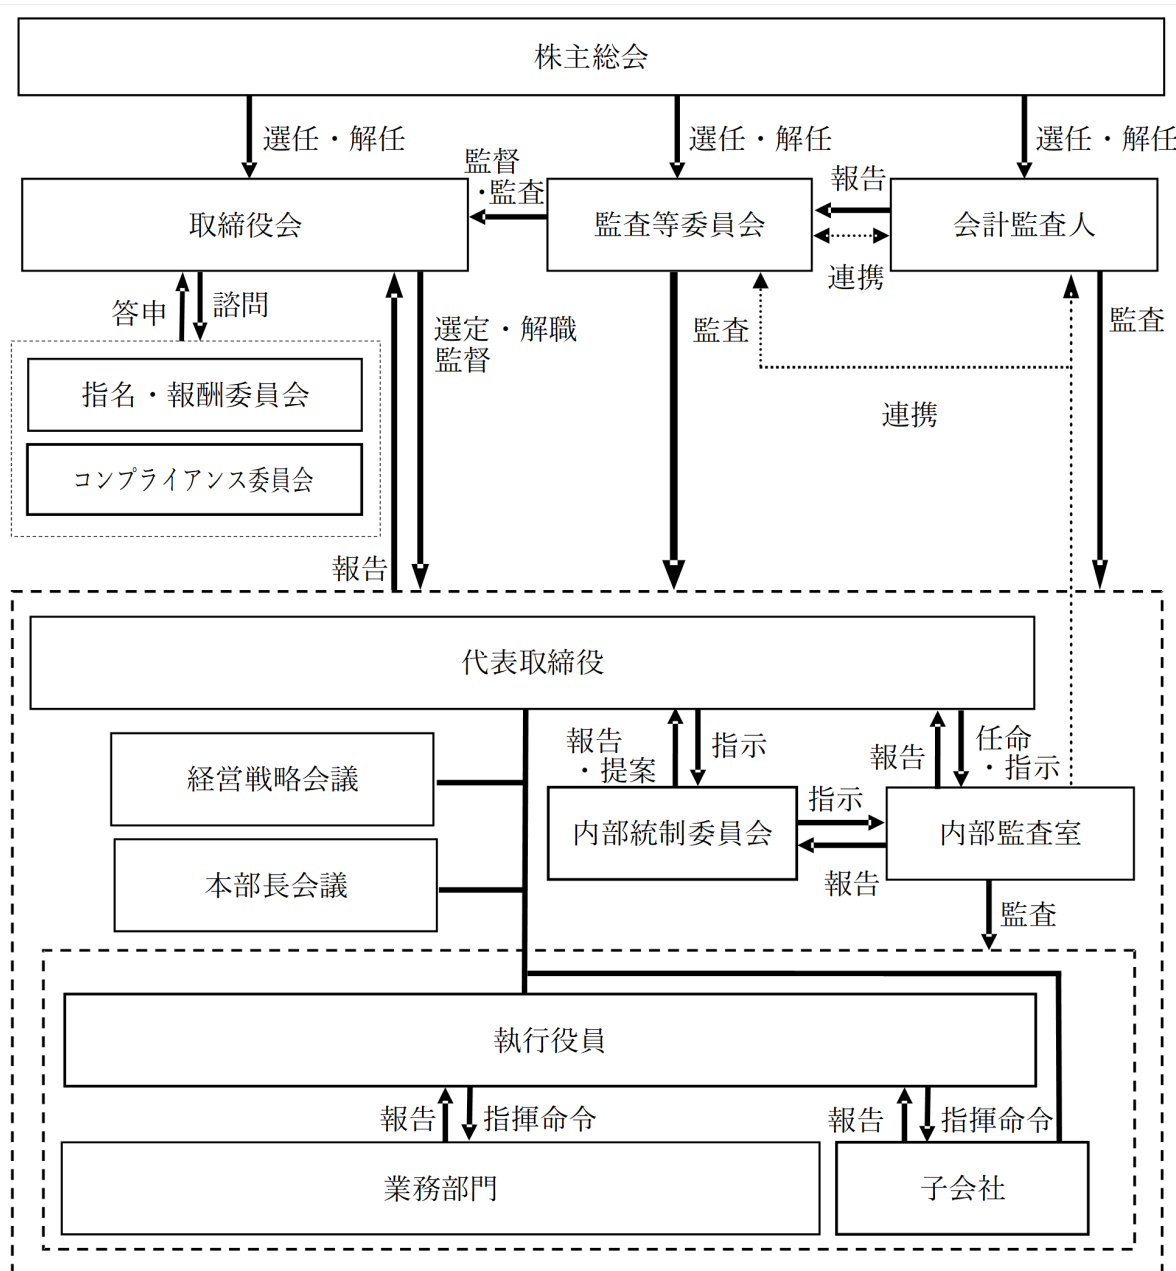 株主総会
選任・解任
選任・解任
選任・解任
監督
・監査
報告
取締役会
監査等委員会
会計監査人
連携
答申
諮問
選定・解職
監督
監査
監査
指名・報酬委員会
連携
コンプライアンス委員会
報告
代表取締役
報告
・提案
指示
報告
任命
・指示
経営戦略会議
指示
内部統制委員会
内部監査室
報告
本部長会議
監査
執行役員
報告
指揮命令
報告
指揮命令
業務部門
子会社